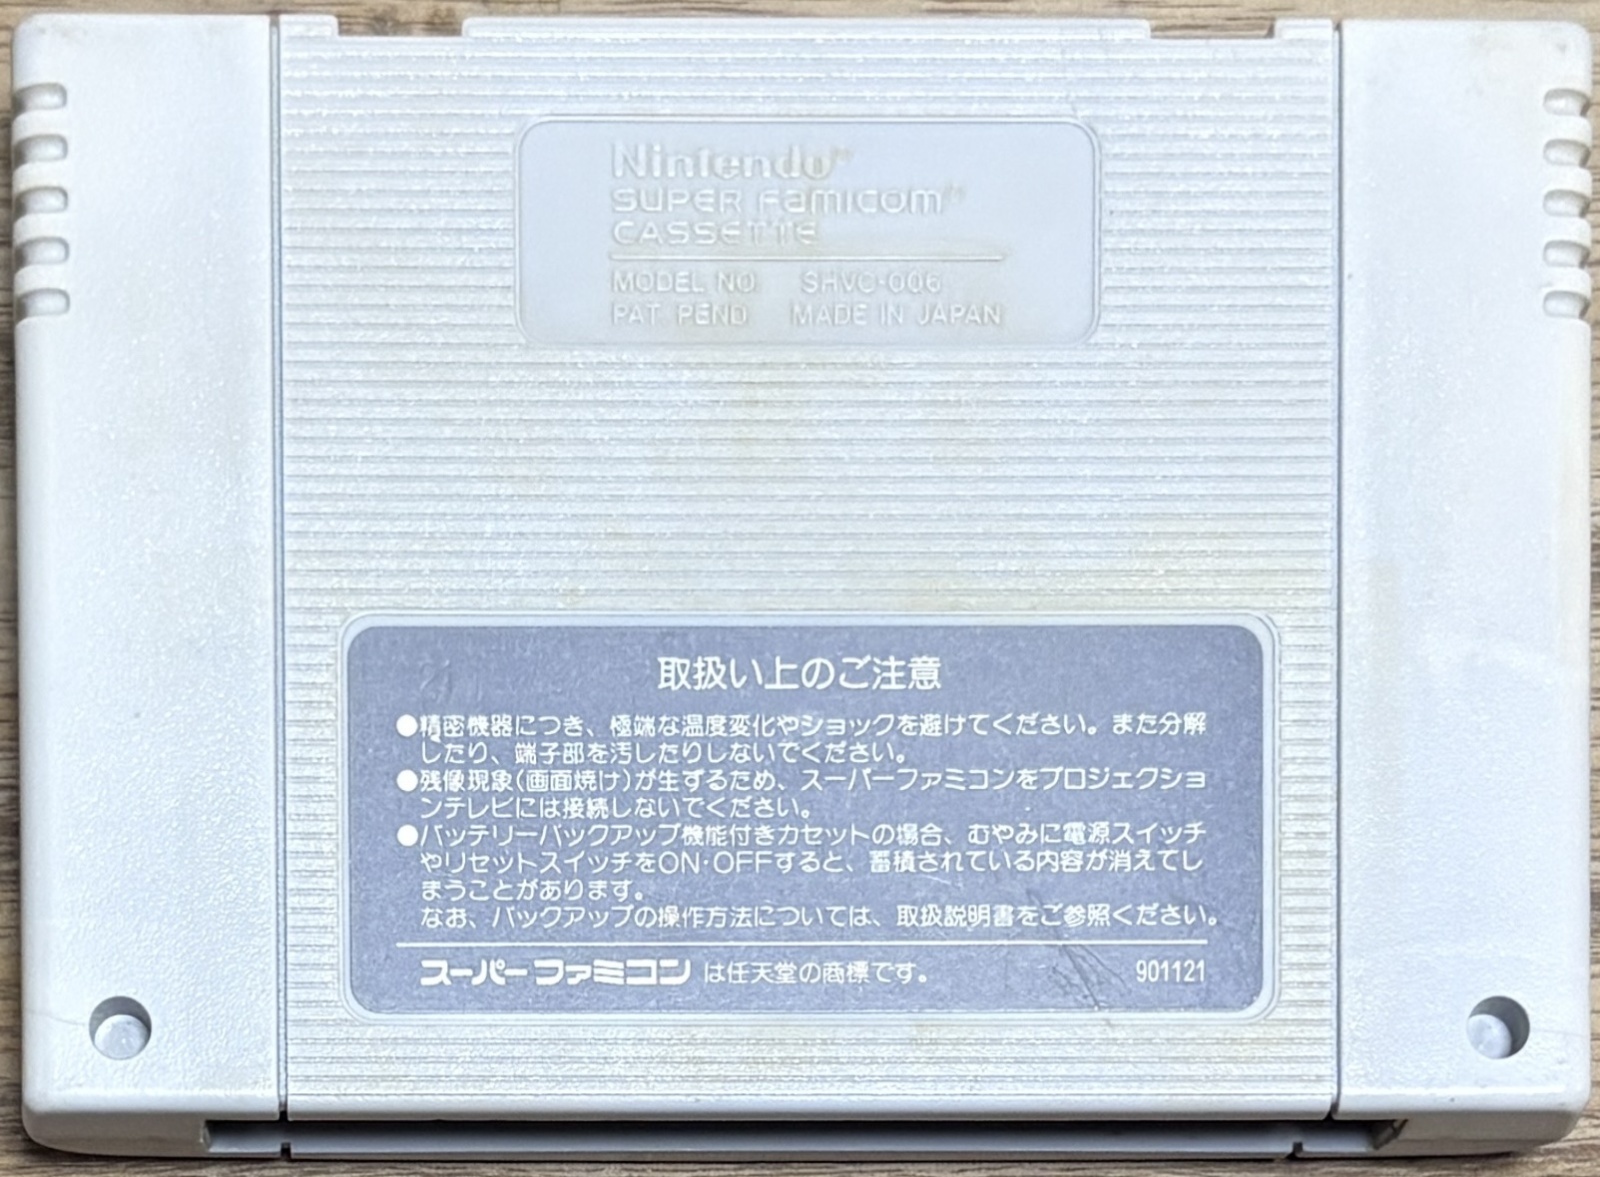 Nintendo™
SUPER Famicom™
CASSETTE
MODEL NO SHVC-006
PAT. PEND MADE IN JAPAN
取扱い上のご注意
●精密機器につき、極端な温度変化やショックを避けてください。また分解
したり、端子部を汚したりしないでください。
●残像現象(画面焼け)が生ずるため、スーパーファミコンをプロジェクショ
ンテレビには接続しないでください。
●バッテリーバックアップ機能付きカセットの場合、むやみに電源スイッチ
やリセットスイッチをON・OFFすると、蓄積されている内容が消えてし
まうことがあります。
なお、バックアップの操作方法については、取扱説明書をご参照ください。
スーパーファミコン は任天堂の商標です。 901121